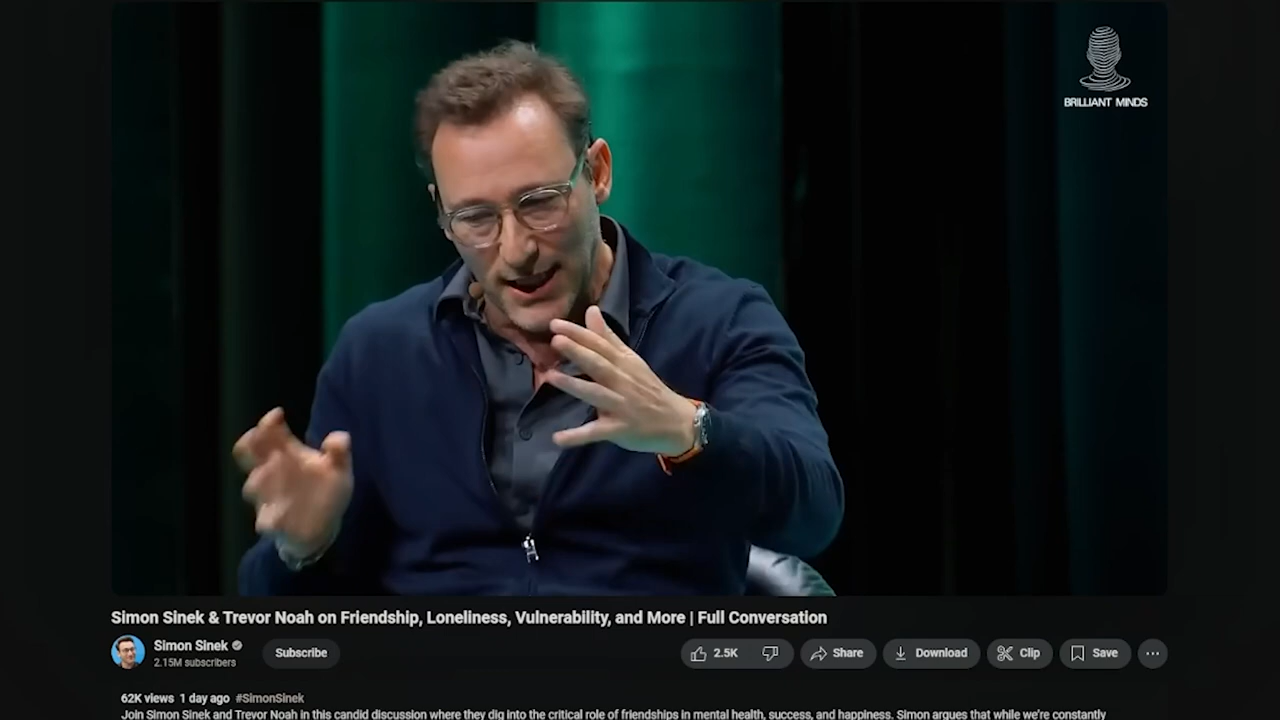 BRILLIANT MINDS
Simon Sinek & Trevor Noah on Friendship, Loneliness, Vulnerability, and More | Full Conversation
Simon Sinek
2.15M subscribers
Subscribe
2.5K
Share
Download
Clip
Save
62K views 1 day ago #SimonSinek
Join Simon Sinek and Trevor Noah in this candid discussion where they dig into the critical role of friendships in mental health, success, and happiness. Simon argues that while we're constantly